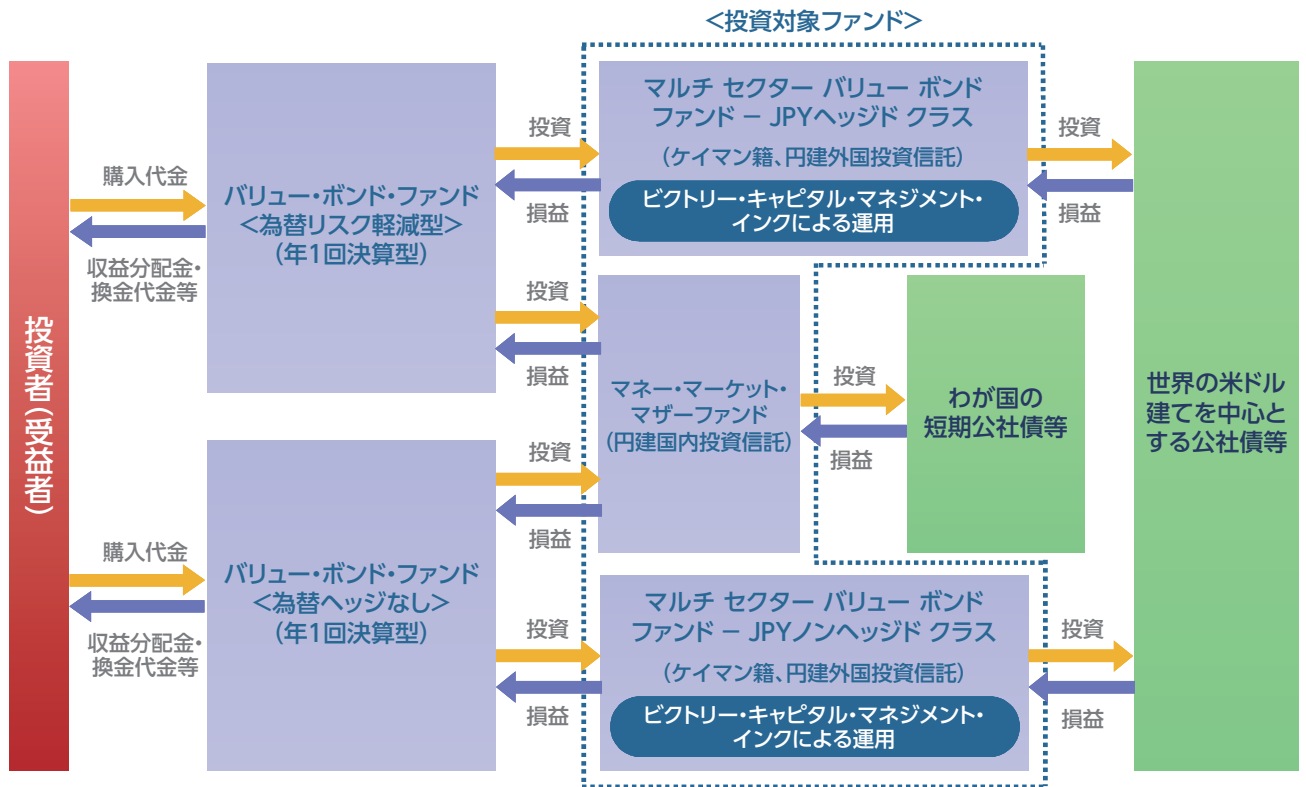 <投資対象ファンド>
投資者(受益者)
購入代金
収益分配金・
換金代金等
バリュー・ボンド・ファンド
<為替リスク軽減型>
(年1回決算型)
投資
損益
マルチ セクター バリュー ボンド
ファンド － JPYヘッジド クラス
(ケイマン籍、円建外国投資信託)
ビクトリー・キャピタル・マネジメント・
インクによる運用
投資
損益
投資
損益
マネー・マーケット・
マザーファンド
(円建国内投資信託)
投資
損益
わが国の
短期公社債等
世界の米ドル
建てを中心と
する公社債等
投資
損益
購入代金
収益分配金・
換金代金等
バリュー・ボンド・ファンド
<為替ヘッジなし>
(年1回決算型)
投資
損益
マルチ セクター バリュー ボンド
ファンド － JPYノンヘッジド クラス
(ケイマン籍、円建外国投資信託)
ビクトリー・キャピタル・マネジメント・
インクによる運用
投資
損益